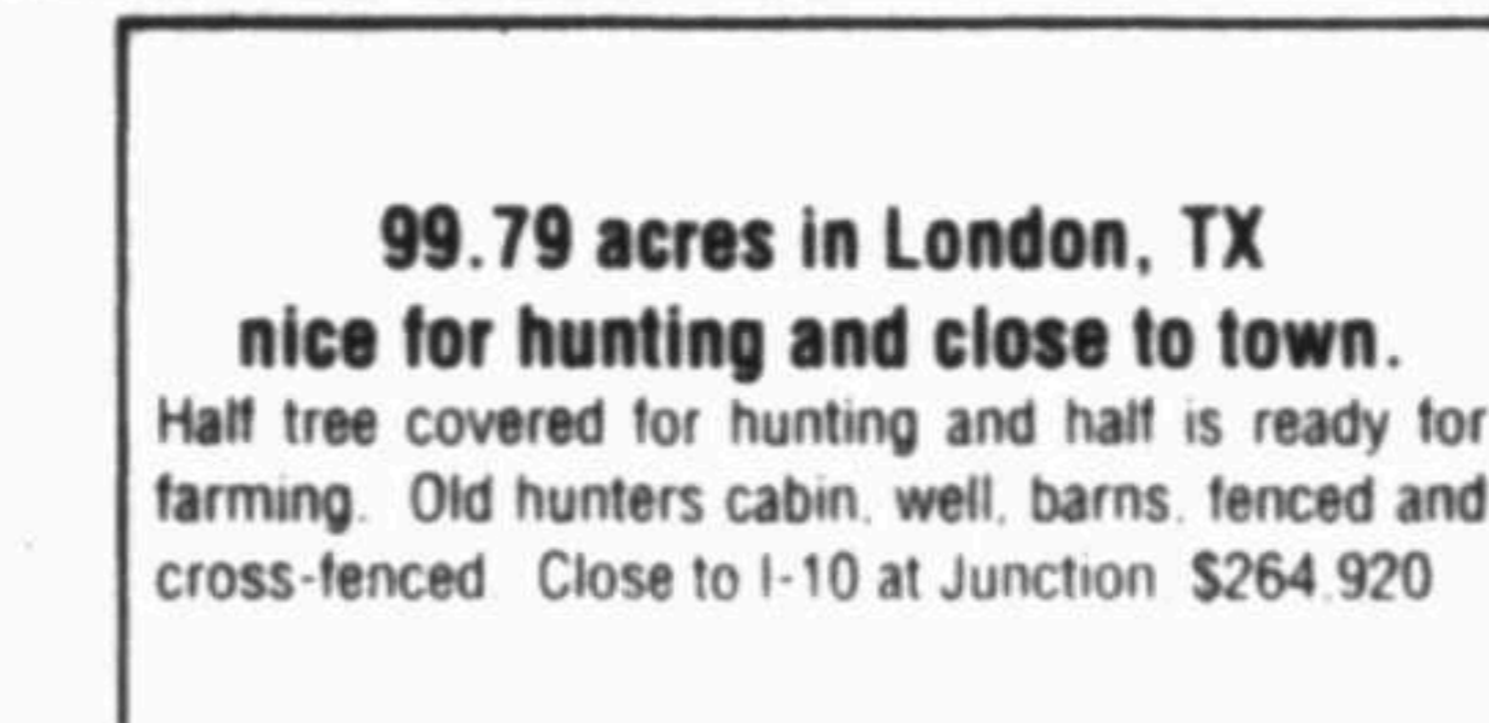 99.79 acres in London, TX
nice for hunting and close to town.
Half tree covered for hunting and half is ready for
farming. Old hunters cabin, well, barns, fenced and
cross-fenced. Close to I-10 at Junction. $264,920